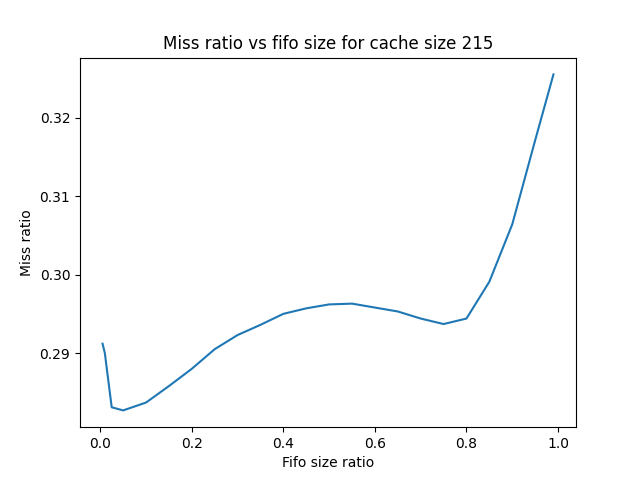 Miss ratio vs fifo size for cache size 215
0.32
0.31
0.30
0.29
Miss ratio
0.0 0.2 0.4 0.6 0.8 1.0
Fifo size ratio